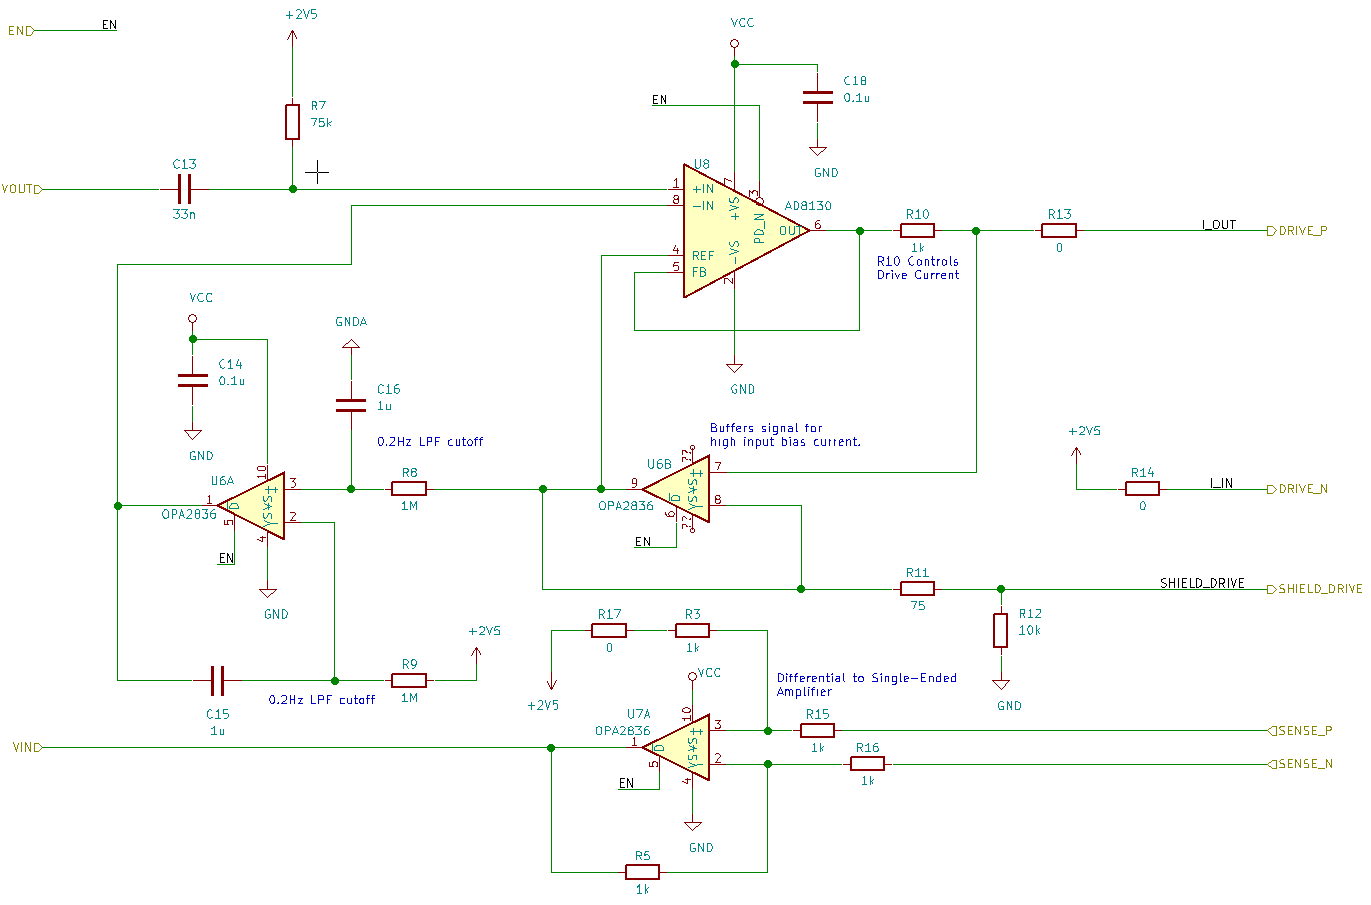 END
EN
+2V5
R7
75k
VOUT
C13
33n
VCC
C18
0.1u
GND
EN
U8
AD8130
1
+IN
8
-IN
4
REF
5
FB
7
+VS
3
PD_N
-VS
2
OUT
6
GND
R10
1k
R10 Controls
Drive Current
R13
0
I_OUT
DRIVE_P
VCC
C14
0.1u
GND
GNDA
C16
1u
0.2Hz LPF cutoff
R8
1M
U6A
OPA2836
1
10
3
2
5
4
+
-
VS
VS
D
EN
GND
Buffers signal for
high input bias current.
U6B
OPA2836
9
7
8
6
??
??
+
-
VS
VS
D
EN
+2V5
R14
0
I_IN
DRIVE_N
R11
75
SHIELD_DRIVE
SHIELD_DRIVE
R12
10k
GND
C15
1u
0.2Hz LPF cutoff
R9
1M
+2V5
R17
0
R3
1k
+2V5
VCC
Differential to Single-Ended
Amplifier
U7A
OPA2836
1
10
3
2
5
4
+
-
VS
VS
D
EN
GND
R15
1k
SENSE_P
R16
1k
SENSE_N
VIN
R5
1k